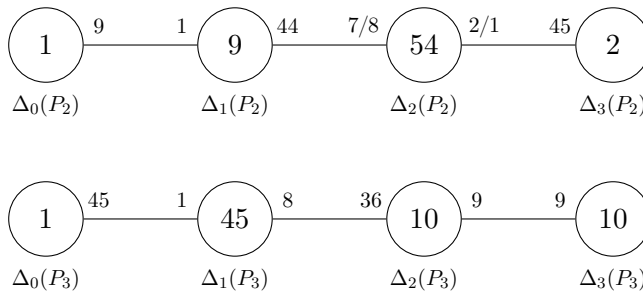 9 1 44 7/8 2/1 45
1 9 54 2
Δ₀(P₂) Δ₁(P₂) Δ₂(P₂) Δ₃(P₂)
45 1 8 36 9 9
1 45 10 10
Δ₀(P₃) Δ₁(P₃) Δ₂(P₃) Δ₃(P₃)